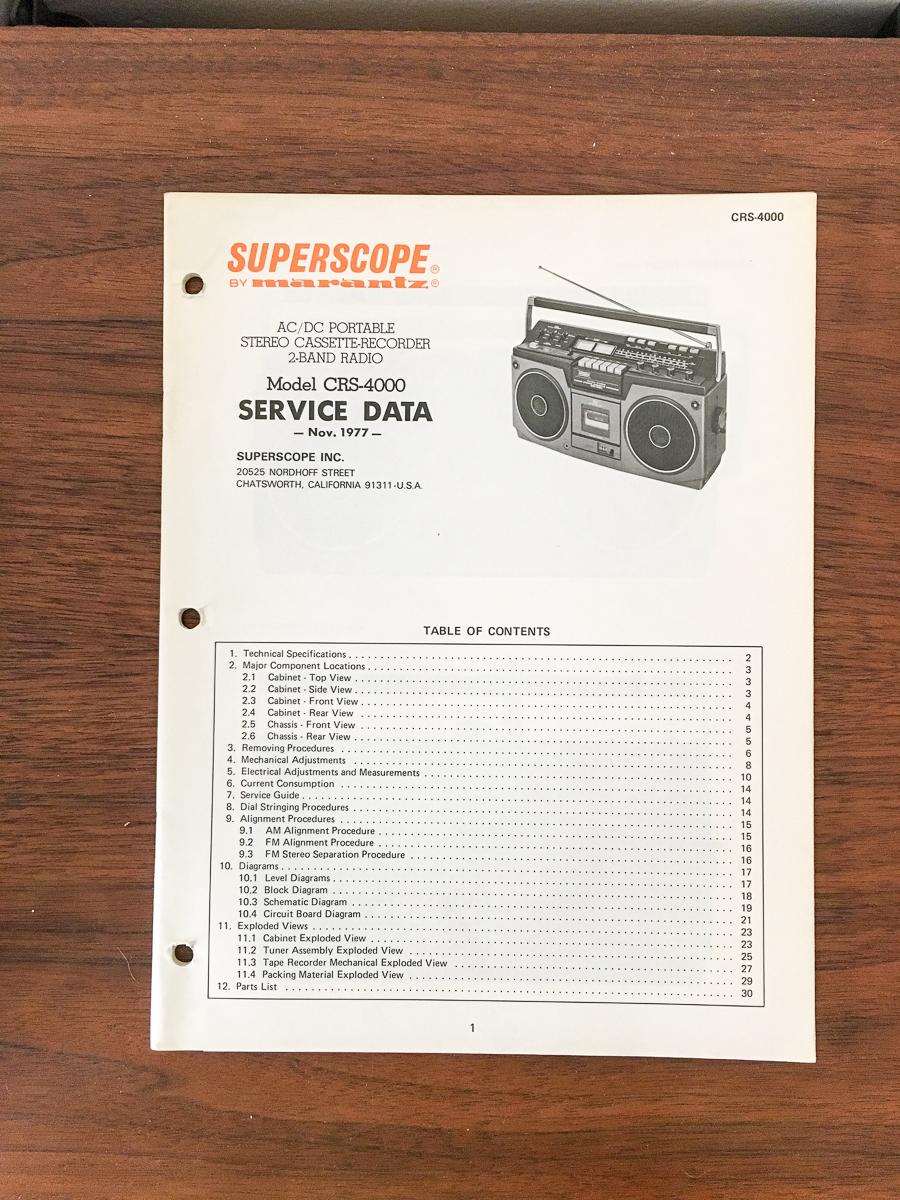 CRS-4000
SUPERSCOPE®
BY marantz®
AC/DC PORTABLE
STEREO CASSETTE-RECORDER
2-BAND RADIO
Model CRS-4000
SERVICE DATA
— Nov. 1977 —
SUPERSCOPE INC.
20525 NORDHOFF STREET
CHATSWORTH, CALIFORNIA 91311-U.S.A.
TABLE OF CONTENTS
1. Technical Specifications . . . . . 2
2. Major Component Locations . . . . . 3
2.1 Cabinet - Top View . . . . . 3
2.2 Cabinet - Side View . . . . . 3
2.3 Cabinet - Front View . . . . . 4
2.4 Cabinet - Rear View . . . . . 4
2.5 Chassis - Front View . . . . . 5
2.6 Chassis - Rear View . . . . . 5
3. Removing Procedures . . . . . 6
4. Mechanical Adjustments . . . . . 8
5. Electrical Adjustments and Measurements . . . . . 10
6. Current Consumption . . . . . 14
7. Service Guide . . . . . 14
8. Dial Stringing Procedures . . . . . 14
9. Alignment Procedures . . . . . 15
9.1 AM Alignment Procedure . . . . . 15
9.2 FM Alignment Procedure . . . . . 16
9.3 FM Stereo Separation Procedure . . . . . 16
10. Diagrams . . . . . 17
10.1 Level Diagrams . . . . . 17
10.2 Block Diagram . . . . . 18
10.3 Schematic Diagram . . . . . 19
10.4 Circuit Board Diagram . . . . . 21
11. Exploded Views . . . . . 23
11.1 Cabinet Exploded View . . . . . 23
11.2 Tuner Assembly Exploded View . . . . . 25
11.3 Tape Recorder Mechanical Exploded View . . . . . 27
11.4 Packing Material Exploded View . . . . . 29
12. Parts List . . . . . 30
1